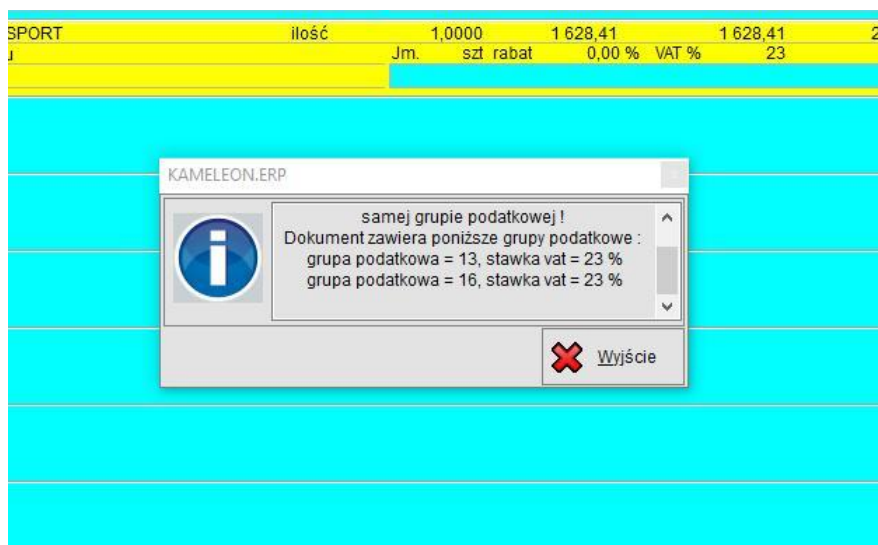 SPORT ilość 1,0000 1 628,41 1 628,41 2
Jm. szt rabat 0,00 % VAT % 23
KAMELEON.ERP
samej grupie podatkowej !
Dokument zawiera poniższe grupy podatkowe :
grupa podatkowa = 13, stawka vat = 23 %
grupa podatkowa = 16, stawka vat = 23 %
Wyjście